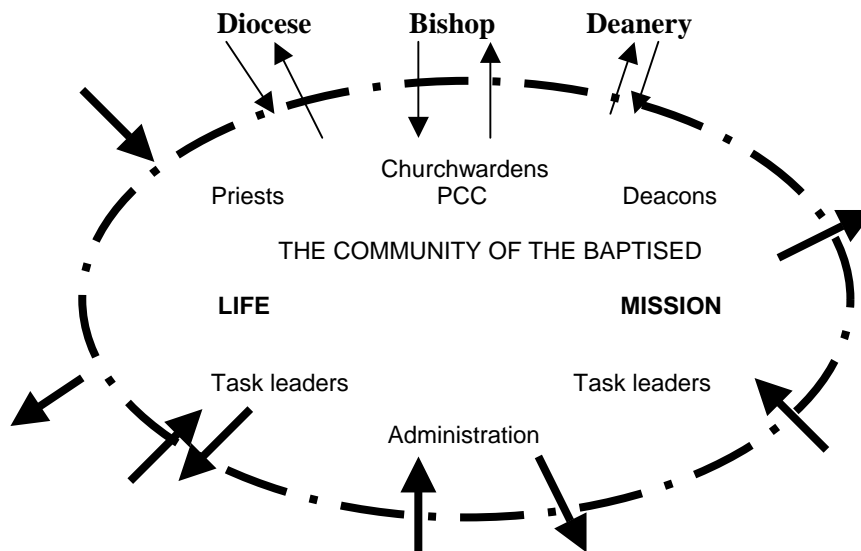 Diocese Bishop Deanery
Churchwardens
Priests PCC Deacons
THE COMMUNITY OF THE BAPTISED
LIFE MISSION
Task leaders Task leaders
Administration